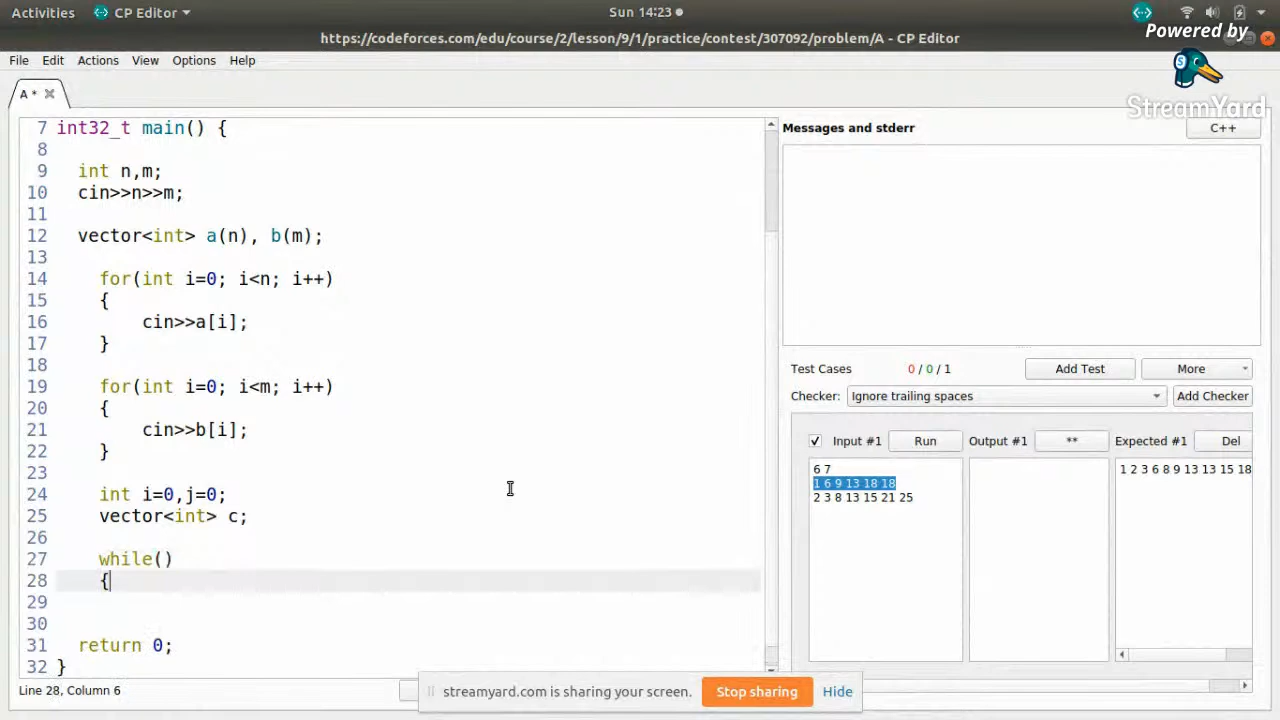 Activities CP Editor Sun 14:23
https://codeforces.com/edu/course/2/lesson/9/1/practice/contest/307092/problem/A - CP Editor
Powered by
StreamYard
File Edit Actions View Options Help
A *
7 int32_t main() {
8
9 int n,m;
10 cin>>n>>m;
11
12 vector<int> a(n), b(m);
13
14 for(int i=0; i<n; i++)
15 {
16 cin>>a[i];
17 }
18
19 for(int i=0; i<m; i++)
20 {
21 cin>>b[i];
22 }
23
24 int i=0,j=0;
25 vector<int> c;
26
27 while()
28 {
29
30
31 return 0;
32 }
Line 28, Column 6
Messages and stderr C++
Test Cases 0 / 0 / 1 Add Test More
Checker: Ignore trailing spaces Add Checker
Input #1 Run Output #1 ** Expected #1 Del
6 7
1 6 9 13 18 18
2 3 8 13 15 21 25
1 2 3 6 8 9 13 13 15 18
streamyard.com is sharing your screen. Stop sharing Hide